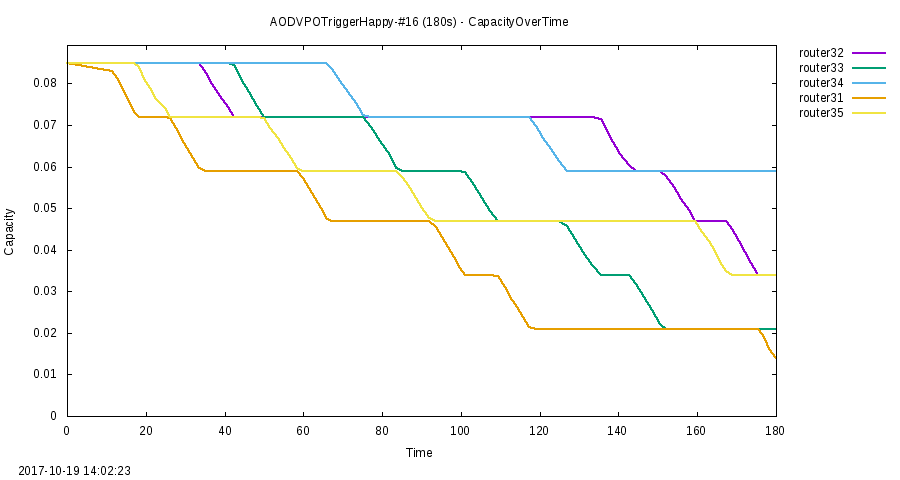 AODVPOTriggerHappy-#16 (180s) - CapacityOverTime
router32
router33
router34
router31
router35
0.08
0.07
0.06
0.05
0.04
0.03
0.02
0.01
0
Capacity
0 20 40 60 80 100 120 140 160 180
Time
2017-10-19 14:02:23